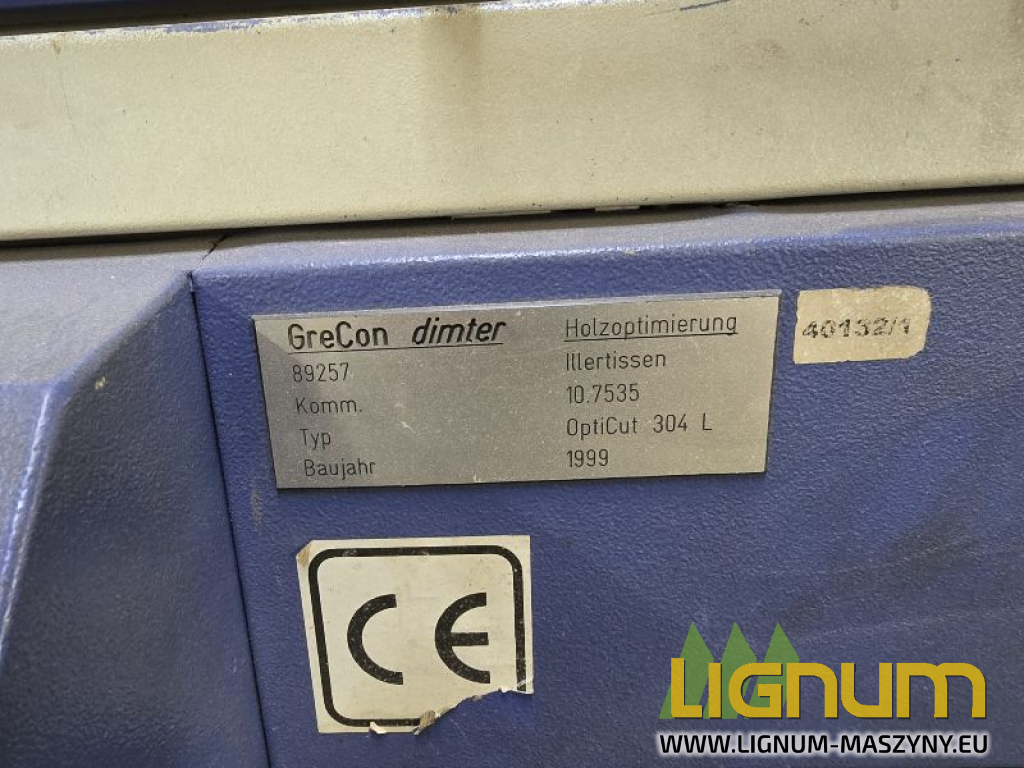 GreCon dimter Holzoptimierung
89257 Illertissen
Komm. 10.7535
Typ OptiCut 304 L
Baujahr 1999
40132/1
CE
LIGNUM
WWW.LIGNUM-MASZYNY.EU